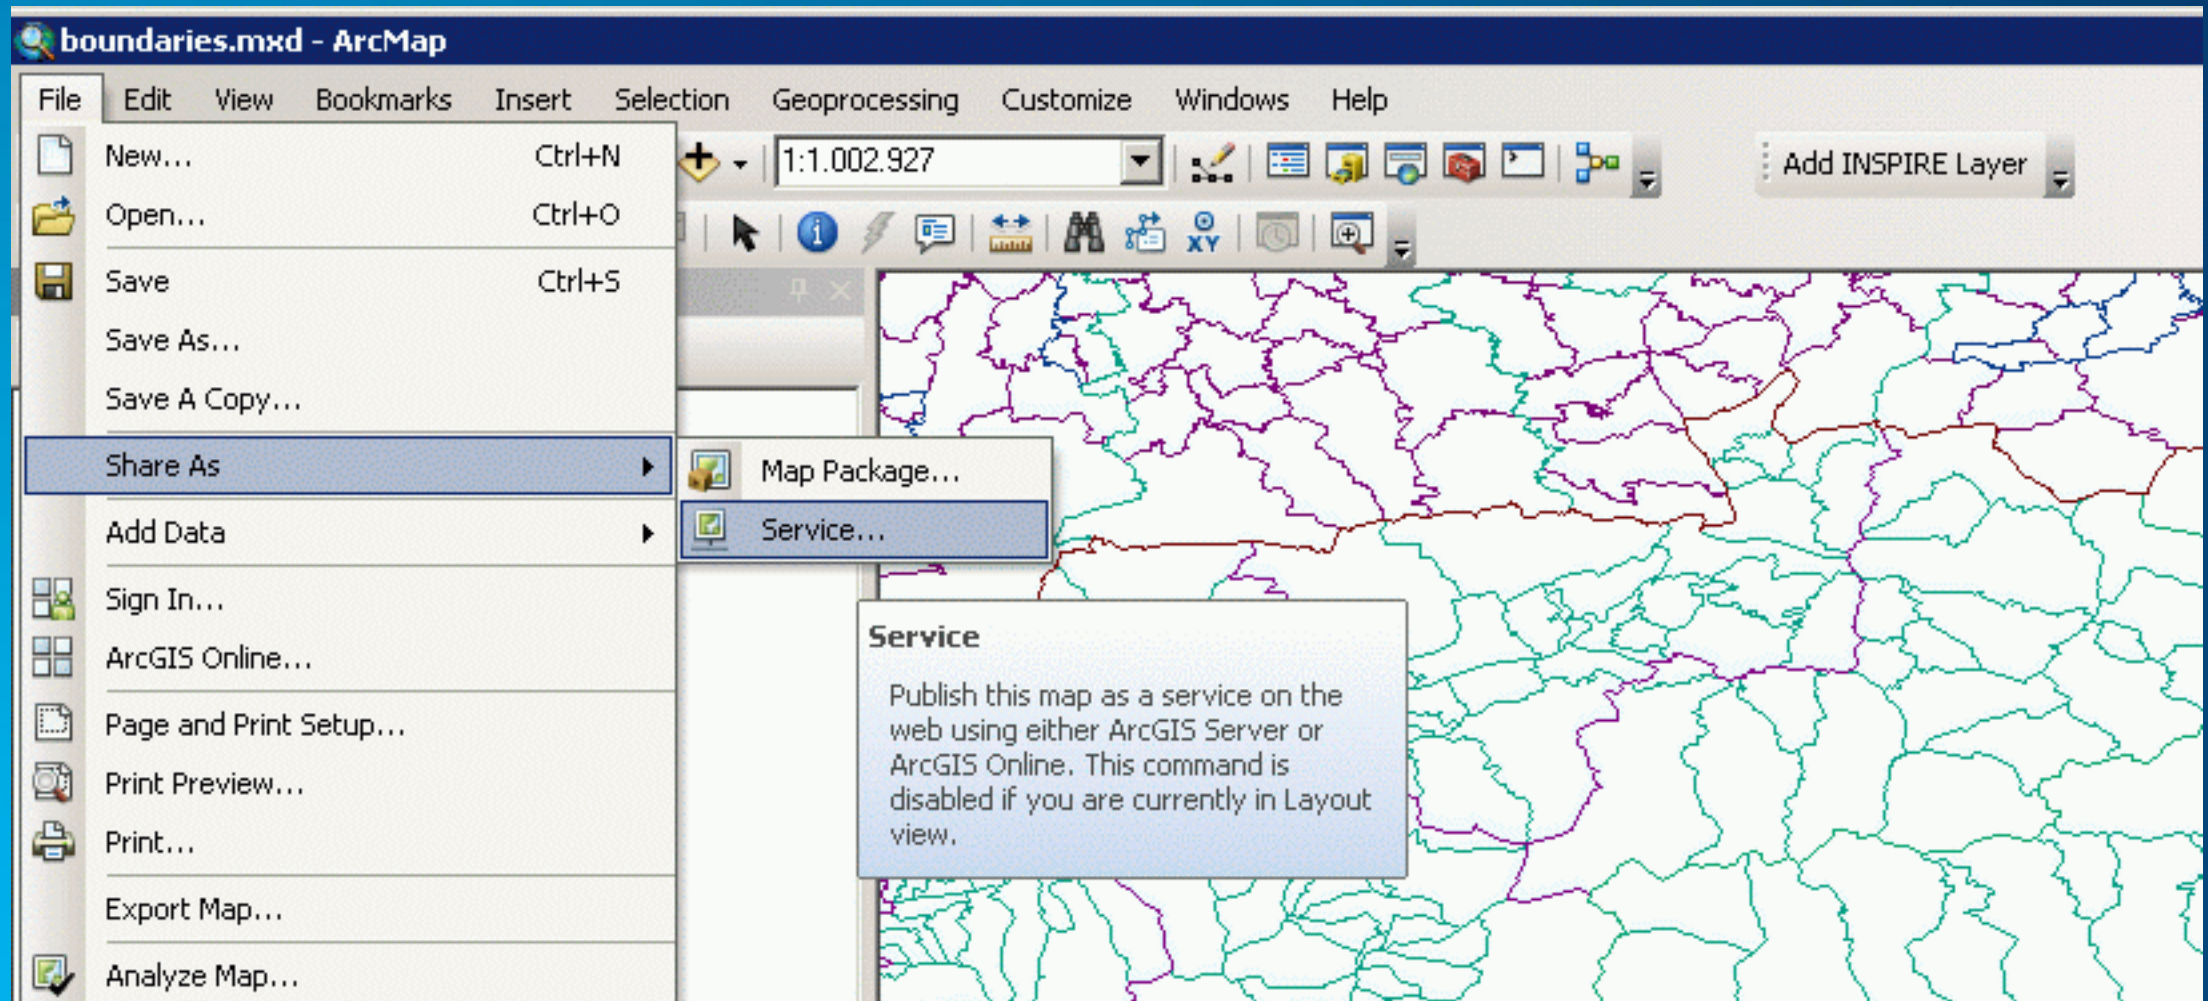 boundaries.mxd - ArcMap
File Edit View Bookmarks Insert Selection Geoprocessing Customize Windows Help
New... Ctrl+N
1:1.002.927
Add INSPIRE Layer
Open... Ctrl+O
XY
Save Ctrl+S
Save As...
Save A Copy...
Share As
Map Package...
Service...
Add Data
Sign In...
ArcGIS Online...
Page and Print Setup...
Print Preview...
Print...
Export Map...
Analyze Map...
Service
Publish this map as a service on the
web using either ArcGIS Server or
ArcGIS Online. This command is
disabled if you are currently in Layout
view.